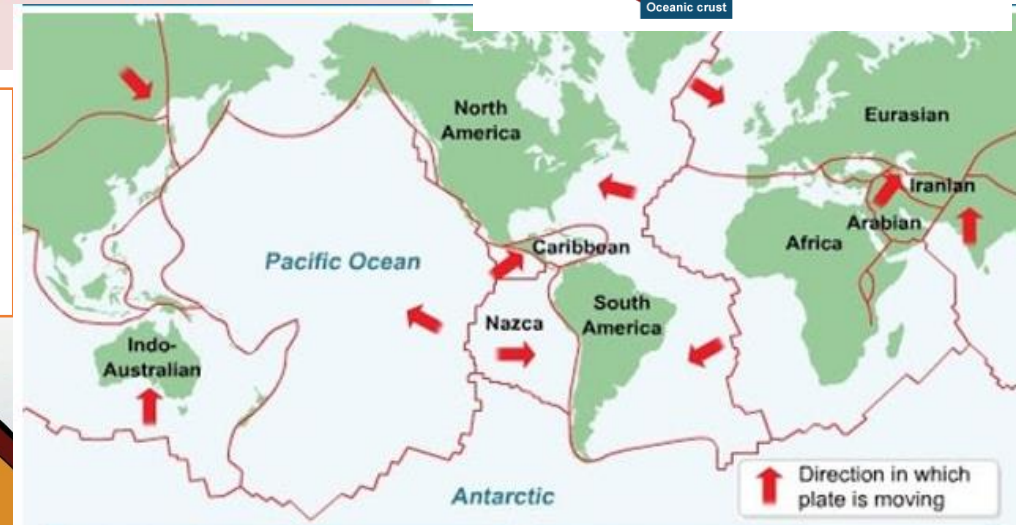 Oceanic crust
North
America
Eurasian
Iranian
Arabian
Africa
Caribbean
Pacific Ocean
South
America
Nazca
Indo-
Australian
Antarctic
Direction in which
plate is moving